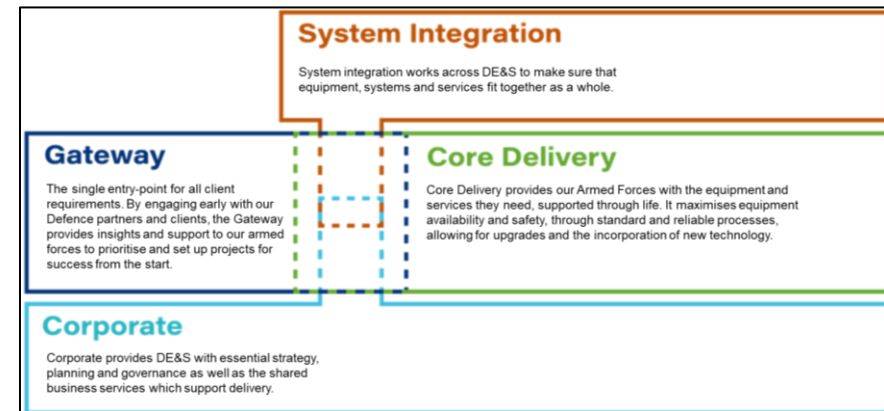 System Integration
System integration works across DE&S to make sure that
equipment, systems and services fit together as a whole.
Gateway
The single entry-point for all client
requirements. By engaging early with our
Defence partners and clients, the Gateway
provides insights and support to our armed
forces to prioritise and set up projects for
success from the start.
Core Delivery
Core Delivery provides our Armed Forces with the equipment and
services they need, supported through life. It maximises equipment
availability and safety, through standard and reliable processes,
allowing for upgrades and the incorporation of new technology.
Corporate
Corporate provides DE&S with essential strategy,
planning and governance as well as the shared
business services which support delivery.